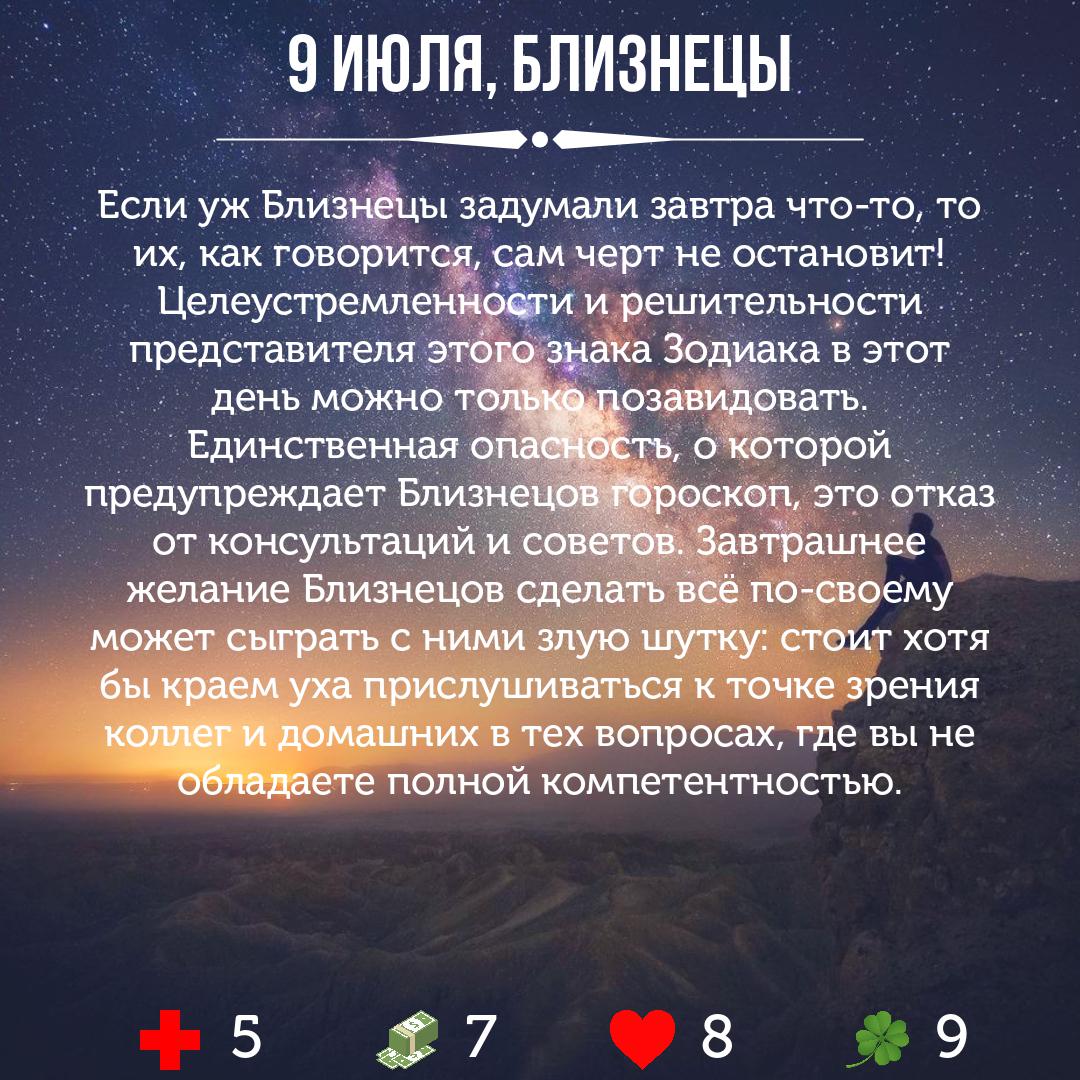 9 ИЮЛЯ, БЛИЗНЕЦЫ
Если уж Близнецы задумали завтра что-то, то
их, как говорится, сам черт не остановит!
Целеустремленности и решительности
представителя этого знака Зодиака в этот
день можно только позавидовать.
Единственная опасность, о которой
предупреждает Близнецов гороскоп, это отказ
от консультаций и советов. Завтрашнее
желание Близнецов сделать всё по-своему
может сыграть с ними злую шутку: стоит хотя
бы краем уха прислушиваться к точке зрения
коллег и домашних в тех вопросах, где вы не
обладаете полной компетентностью.
5 7 8 9